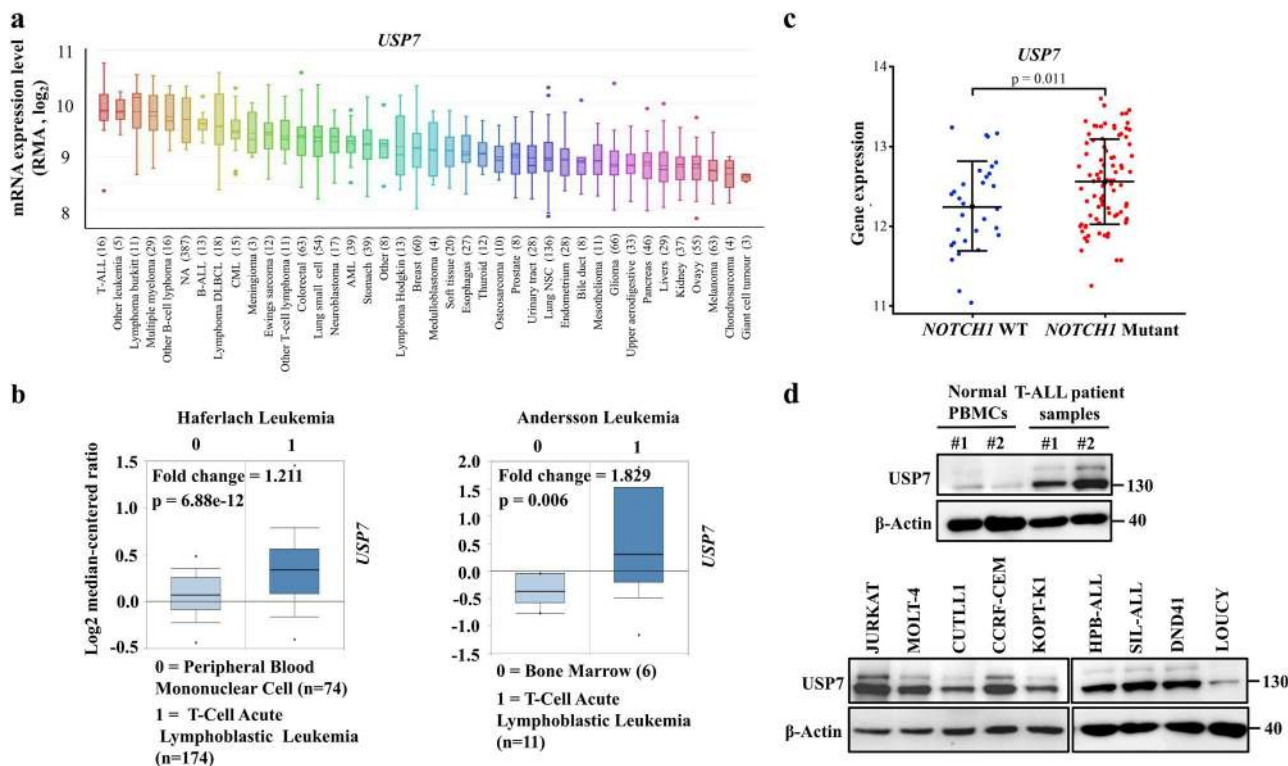 a
USP7
mRNA expression level
(RMA , log2)
11
10
9
8
T-ALL (16)
Other leukemia (5)
Lymphoma burkitt (11)
Multiple myeloma (29)
Other B-cell lyphoma (16)
NA (387)
B-ALL (13)
Lymphoma DLBCL (18)
CML (15)
Meningioma (3)
Ewings sarcoma (12)
Other T-cell lymphoma (11)
Coloreetal (63)
Lung small cell (54)
Neuroblastoma (17)
AML (39)
Stomach (39)
Other (8)
Lymploma Hodgkin (13)
Breast (60)
Medulloblastoma (4)
Soft tissue (20)
Esophagus (27)
Thuroid (12)
Osteosarcoma (10)
Prostate (8)
Urinary tract (28)
Lung NSC (136)
Endometrium (28)
Bile duct (8)
Mesothelioma (11)
Glioma (66)
Upper aerodigestive (33)
Pancreas (46)
Livers (29)
Kidney (37)
Ovayy (55)
Melanoma (63)
Chondrosarcoma (4)
Giant cell tumour (3)
c
USP7
p = 0.011
Gene expression
14
13
12
11
NOTCH1 WT
NOTCH1 Mutant
b
Haferlach Leukemia
0 1
Fold change = 1.211
p = 6.88e-12
Log2 median-centered ratio
1.5
1.0
0.5
0.0
-0.5
USP7
0 = Peripheral Blood
Mononuclear Cell (n=74)
1 = T-Cell Acute
Lymphoblastic Leukemia
(n=174)
Andersson Leukemia
0 1
Fold change = 1.829
p = 0.006
2.0
1.5
1.0
0.5
0.0
-0.5
-1.0
-1.5
USP7
0 = Bone Marrow (6)
1 = T-Cell Acute
Lymphoblastic Leukemia
(n=11)
d
Normal
PBMCs
T-ALL patient
samples
#1 #2 #1 #2
USP7
130
β-Actin
40
JURKAT
MOLT-4
CUTLL1
CCRF-CEM
KOPT-K1
HPB-ALL
SIL-ALL
DND41
LOUCY
USP7
130
β-Actin
40